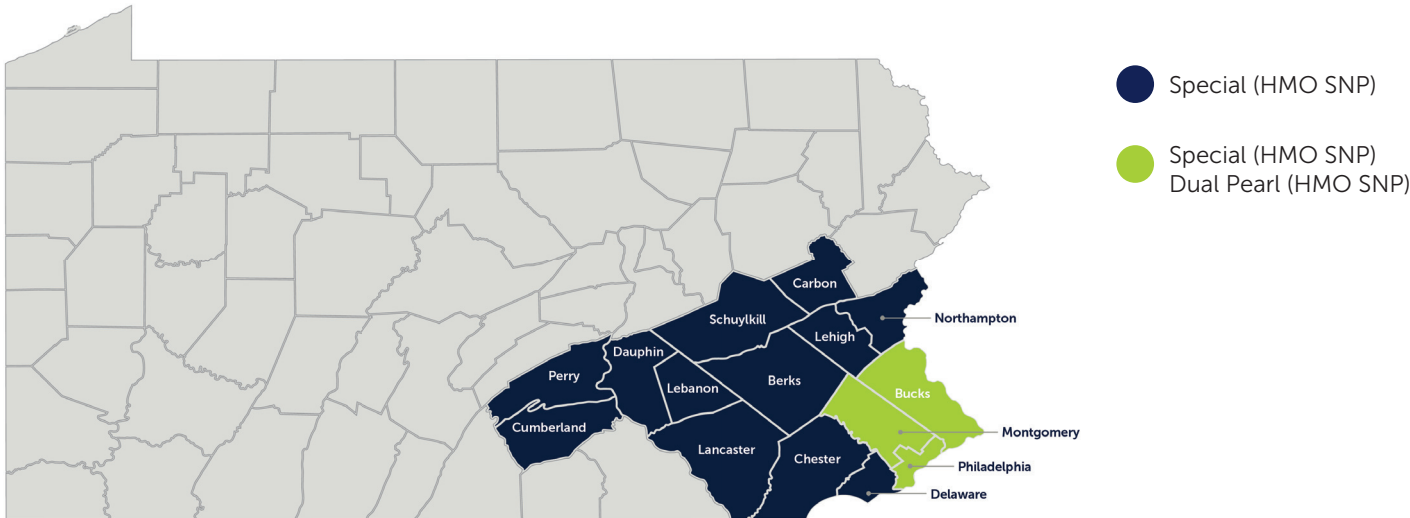 Special (HMO SNP)
Special (HMO SNP)
Dual Pearl (HMO SNP)
Carbon
Schuylkill
Northampton
Lehigh
Dauphin
Perry
Lebanon
Berks
Bucks
Cumberland
Montgomery
Lancaster
Chester
Philadelphia
Delaware